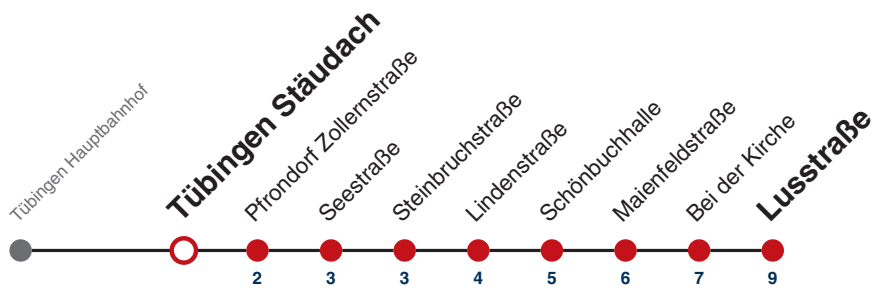 Tübingen Hauptbahnhof
Tübingen Stäudach
Pfrondorf Zollernstraße
Seestraße
Steinbruchstraße
Lindenstraße
Schönbuchhalle
Maienfeldstraße
Bei der Kirche
Lusstraße
2 3 3 4 5 6 7 9